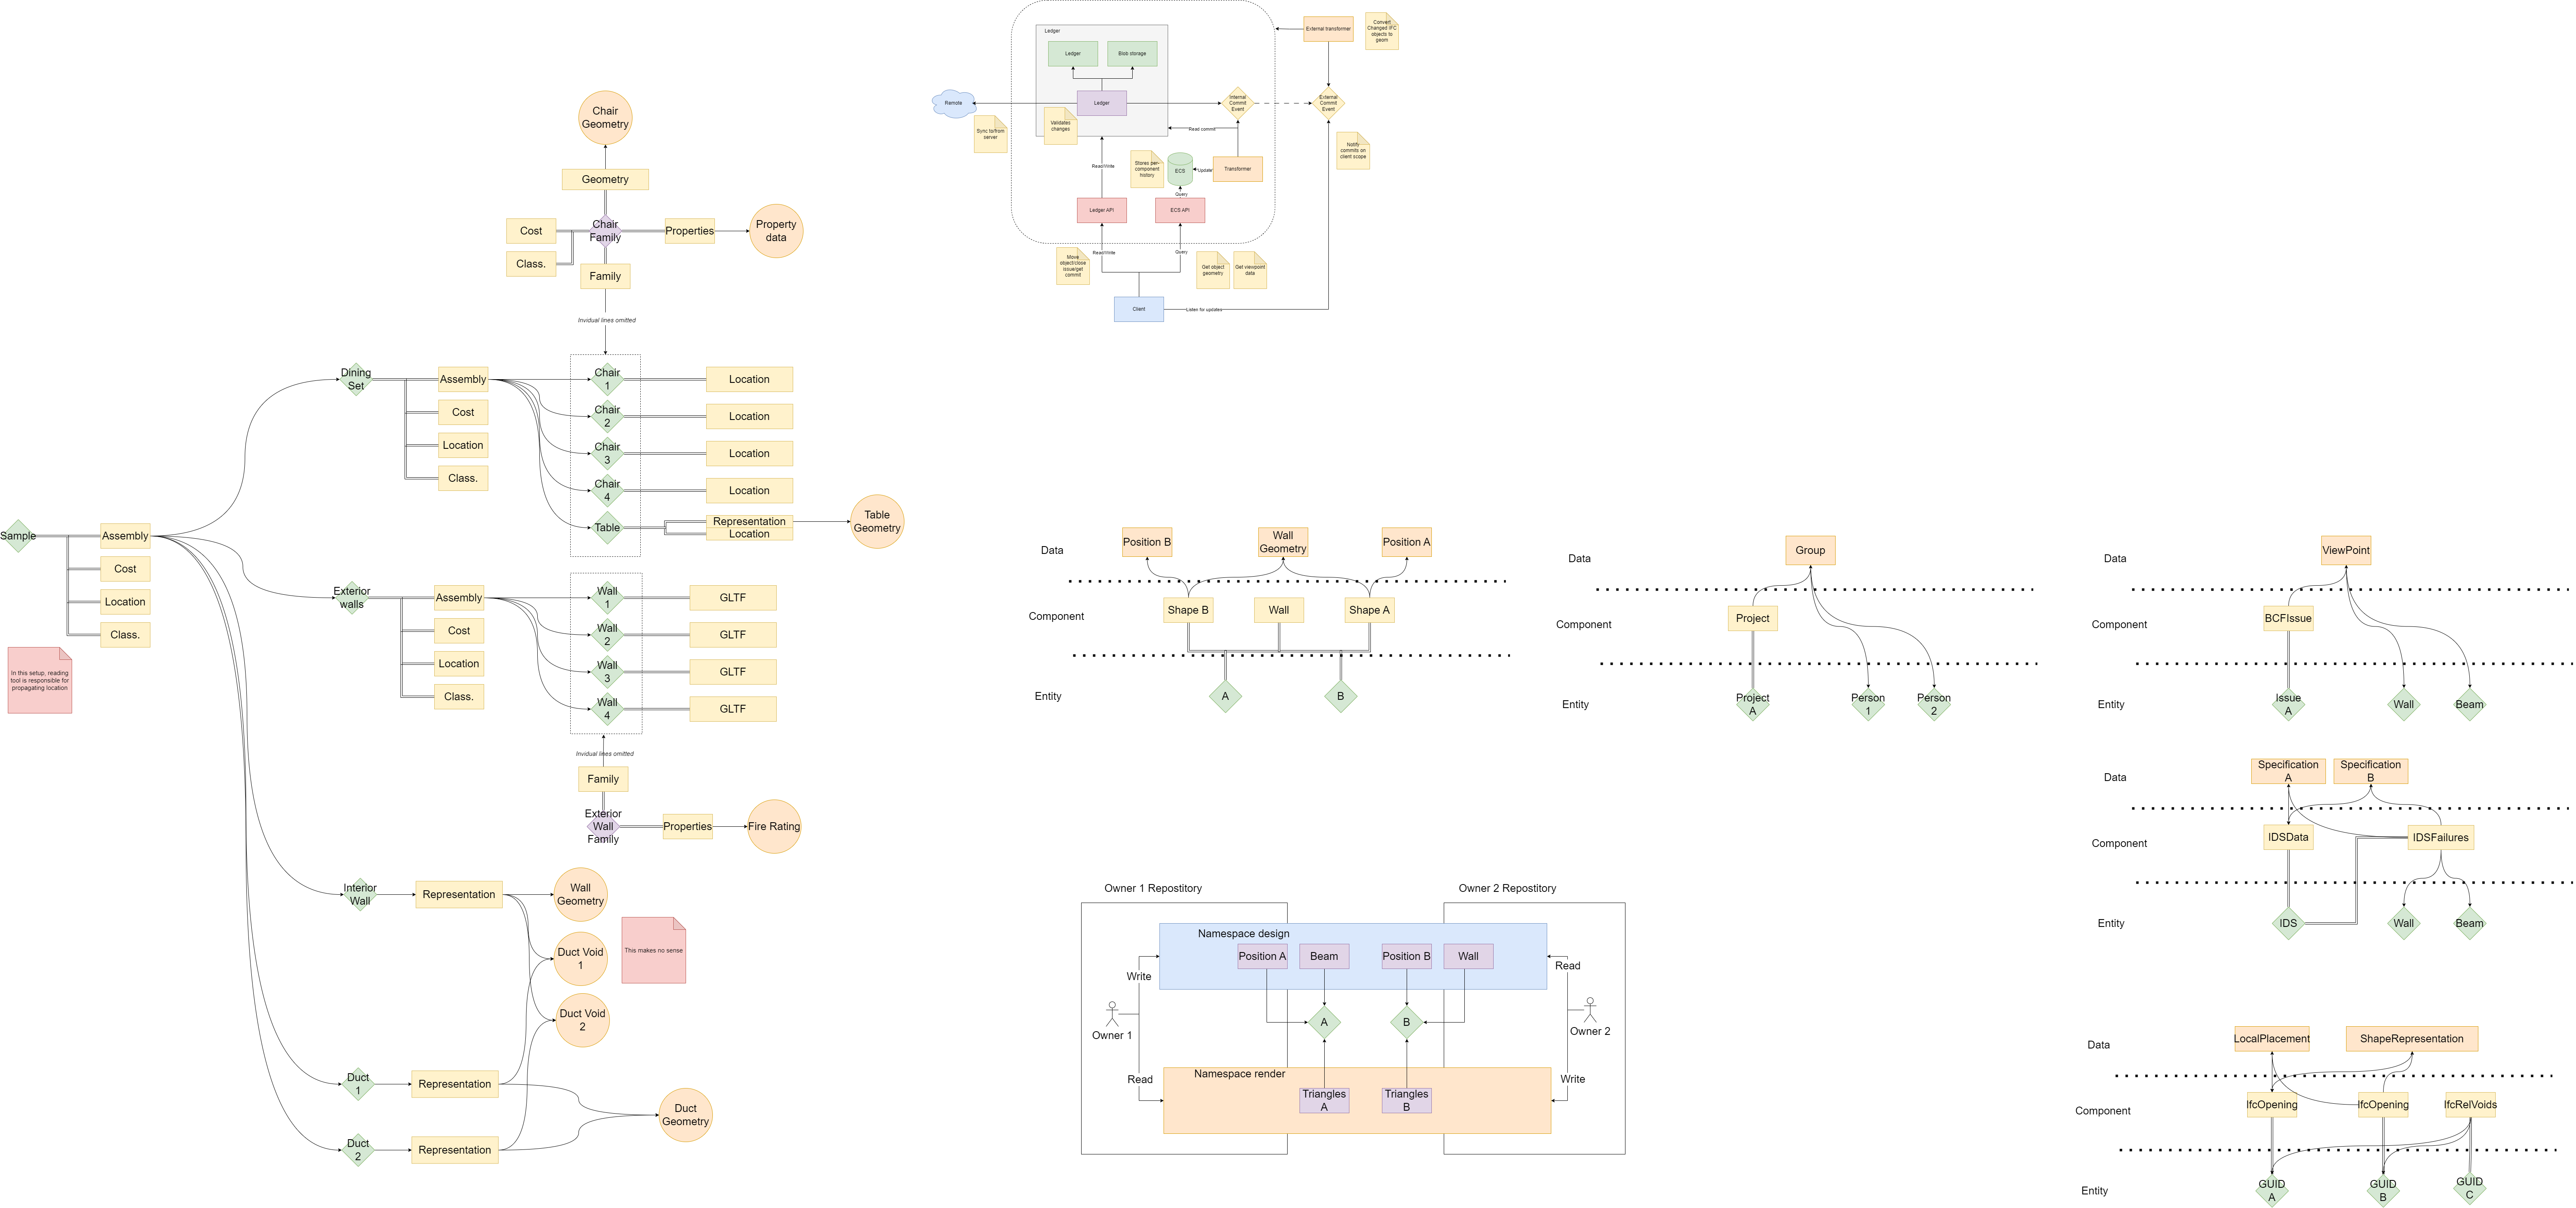 Chair
Geometry
Geometry
Cost
Class.
Chair
Family
Properties
Property
data
Family
Invidual lines omitted
Dining
Set
Assembly
Cost
Location
Class.
Chair
1
Location
Chair
2
Location
Chair
3
Location
Chair
4
Location
Table
Representation
Location
Table
Geometry
Sample
Assembly
Cost
Location
Class.
In this setup, reading
tool is responsible for
propagating location
Exterior
walls
Assembly
Cost
Location
Class.
Wall
1
GLTF
Wall
2
GLTF
Wall
3
GLTF
Wall
4
GLTF
Invidual lines omitted
Family
Exterior
Wall
Family
Properties
Fire Rating
Interior
Wall
Representation
Wall
Geometry
Duct Void
1
This makes no sense
Duct Void
2
Duct
1
Representation
Duct
Geometry
Duct
2
Representation
Ledger
Ledger
Blob storage
Remote
Ledger
Sync to/from
server
Validates
changes
Internal
Commit
Event
External
Commit
Event
External transformer
Convert
Changed IFC
objects to
geom
Read commit
Notify
commits on
client scope
Read/Write
Stores per-
component
history
ECS
Update
Transformer
Query
Ledger API
ECS API
Move
object/close
issue/get
commit
Read/Write
Query
Get object
geometry
Get viewpoint
data
Client
Listen for updates
Data
Position B
Wall
Geometry
Position A
Component
Shape B
Wall
Shape A
Entity
A
B
Data
Group
Component
Project
Entity
Project
A
Person
1
Person
2
Data
ViewPoint
Component
BCFIssue
Entity
Issue
A
Wall
Beam
Data
Specification
A
Specification
B
Component
IDSData
IDSFailures
Entity
IDS
Wall
Beam
Owner 1 Repostitory
Owner 2 Repostitory
Namespace design
Position A
Beam
Position B
Wall
Write
Read
Owner 1
A
B
Owner 2
Read
Namespace render
Write
Triangles
A
Triangles
B
Data
LocalPlacement
ShapeRepresentation
Component
IfcOpening
IfcOpening
IfcRelVoids
Entity
GUID
A
GUID
B
GUID
C